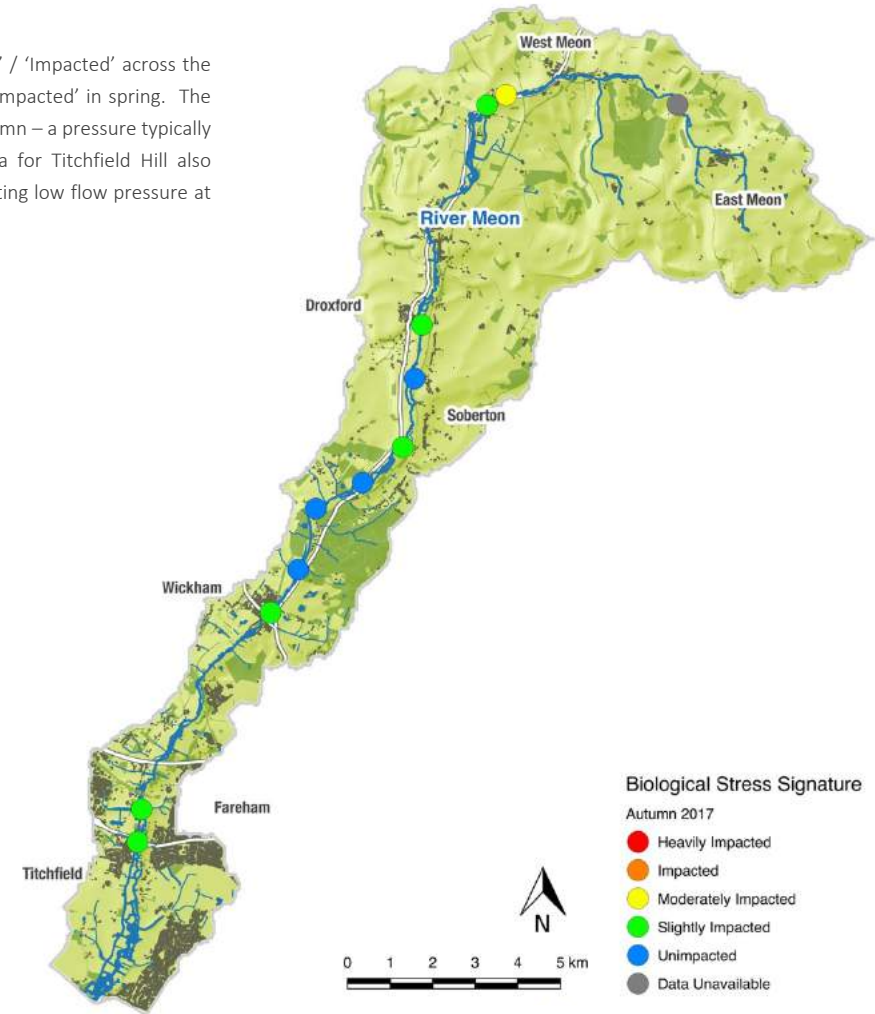 ’ / ‘Impacted’ across the
mpacted’ in spring. The
mn – a pressure typically
a for Titchfield Hill also
ting low flow pressure at
West Meon
East Meon
River Meon
Droxford
Soberton
Wickham
Fareham
Titchfield
Biological Stress Signature
Autumn 2017
Heavily Impacted
Impacted
Moderately Impacted
Slightly Impacted
Unimpacted
Data Unavailable
N
0 1 2 3 4 5 km